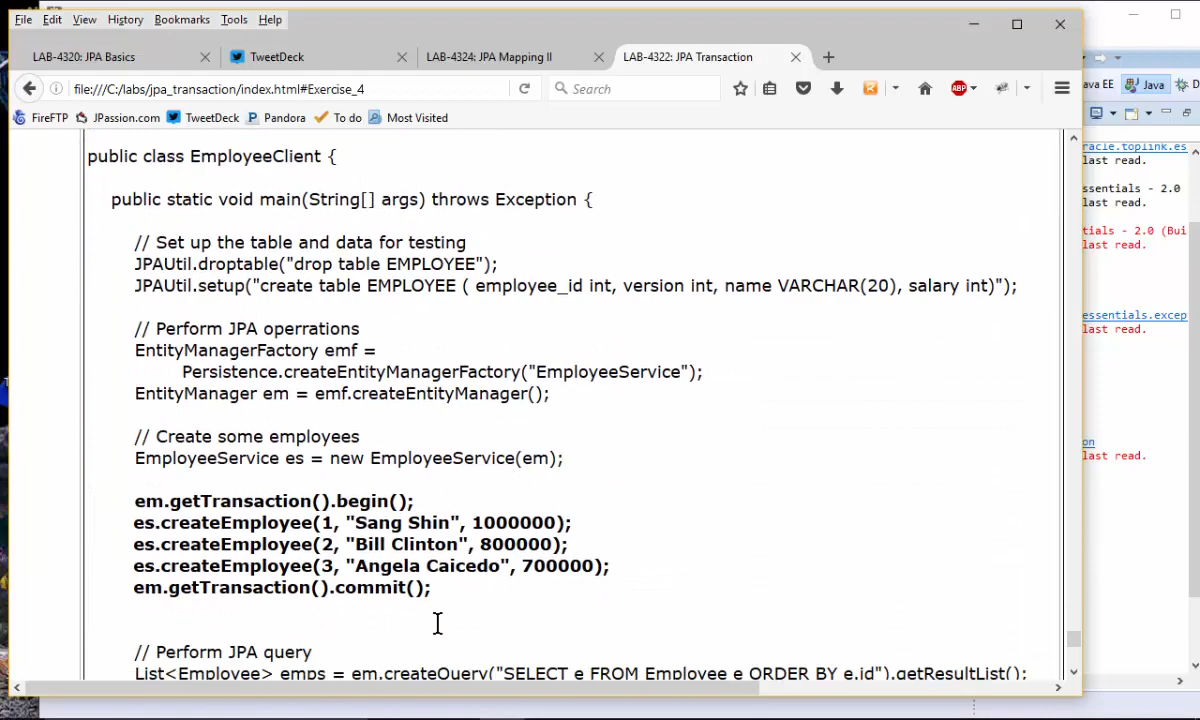 File Edit View History Bookmarks Tools Help
LAB-4320: JPA Basics
TweetDeck
LAB-4324: JPA Mapping II
LAB-4322: JPA Transaction
file:///C:/labs/jpa_transaction/index.html#Exercise_4
Search
ABP
FireFTP JPassion.com TweetDeck Pandora To do Most Visited
public class EmployeeClient {
public static void main(String[] args) throws Exception {
// Set up the table and data for testing
JPAUtil.droptable("drop table EMPLOYEE");
JPAUtil.setup("create table EMPLOYEE ( employee_id int, version int, name VARCHAR(20), salary int)");
// Perform JPA operrations
EntityManagerFactory emf =
Persistence.createEntityManagerFactory("EmployeeService");
EntityManager em = emf.createEntityManager();
// Create some employees
EmployeeService es = new EmployeeService(em);
em.getTransaction().begin();
es.createEmployee(1, "Sang Shin", 1000000);
es.createEmployee(2, "Bill Clinton", 800000);
es.createEmployee(3, "Angela Caicedo", 700000);
em.getTransaction().commit();
// Perform JPA query
List<Employee> emps = em.createQuery("SELECT e FROM Employee e ORDER BY e.id").getResultList();
ava EE Java D
racle.toplink.es
last read.
ssentials - 2.0
last read.
tials - 2.0 (Bui
last read.
essentials.excep
last read.
on
last read.